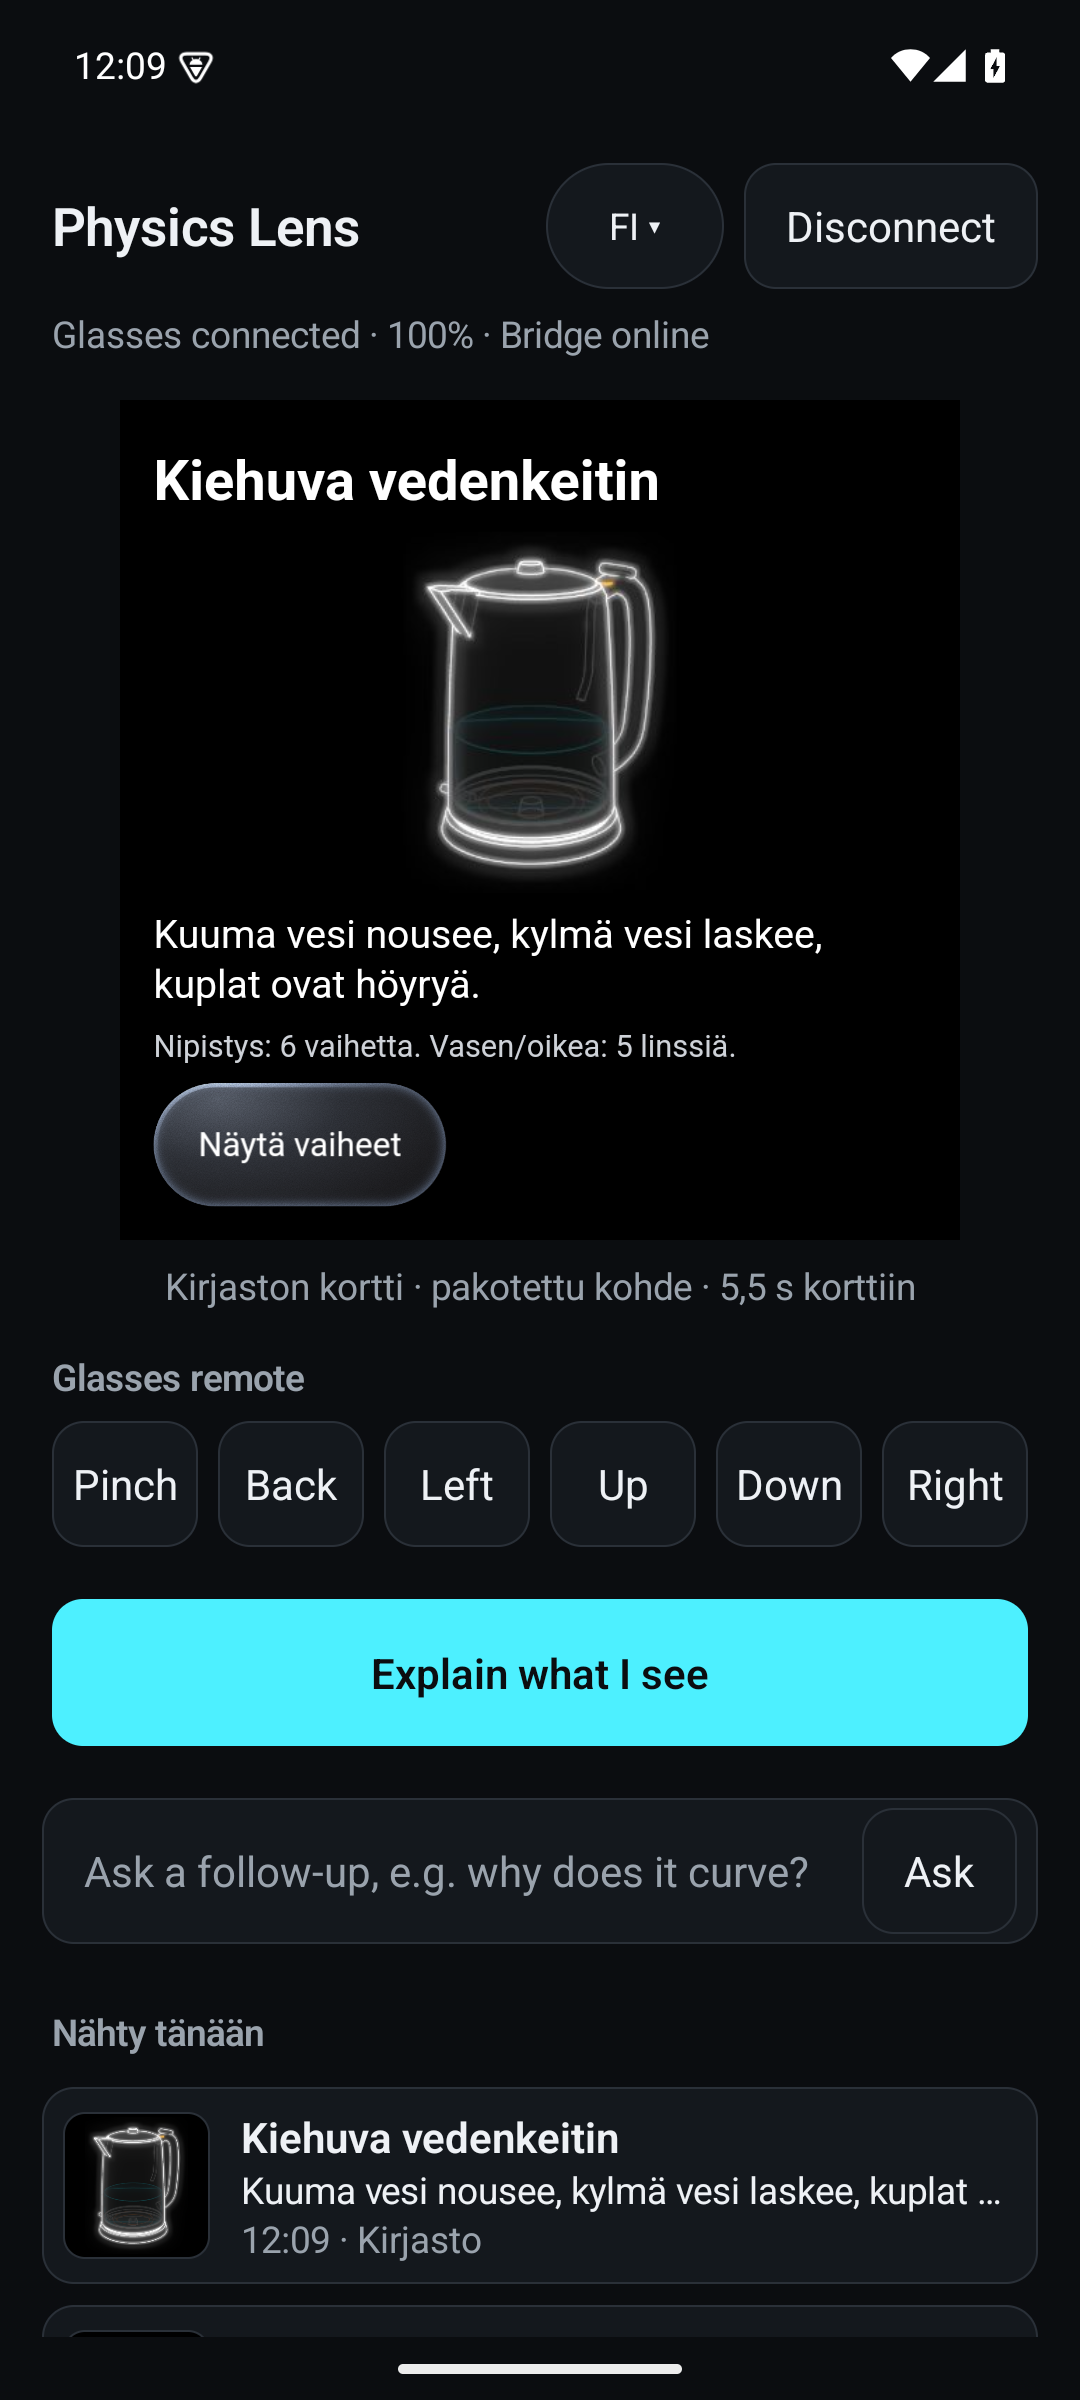 12:09
Physics Lens
FI ▾
Disconnect
Glasses connected · 100% · Bridge online
Kiehuva vedenkeitin
Kuuma vesi nousee, kylmä vesi laskee,
kuplat ovat höyryä.
Nipistys: 6 vaihetta. Vasen/oikea: 5 linssiä.
Näytä vaiheet
Kirjaston kortti · pakotettu kohde · 5,5 s korttiin
Glasses remote
Pinch
Back
Left
Up
Down
Right
Explain what I see
Ask a follow-up, e.g. why does it curve?
Ask
Nähty tänään
Kiehuva vedenkeitin
Kuuma vesi nousee, kylmä vesi laskee, kuplat ...
12:09 · Kirjasto